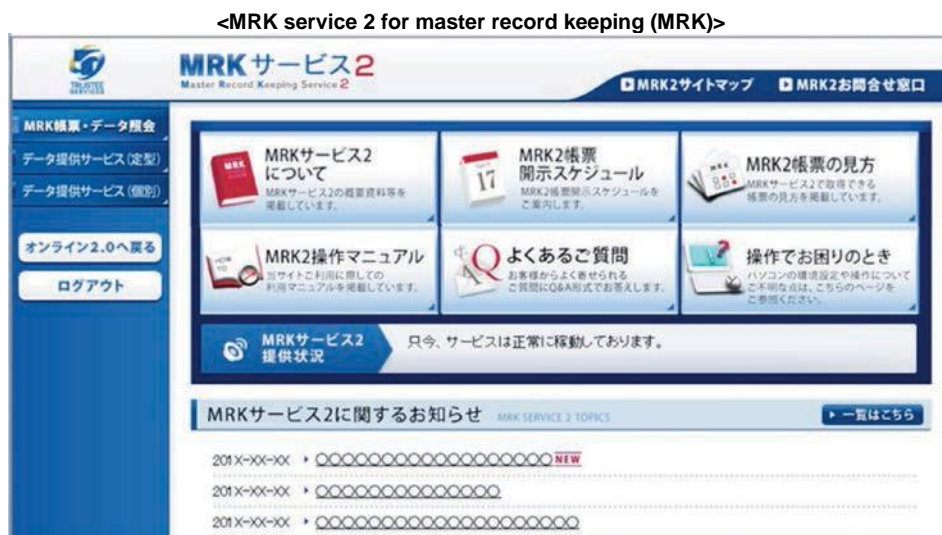 <MRK service 2 for master record keeping (MRK)>
TRUSTEE
SERVICES
MRKサービス2
Master Record Keeping Service 2
MRK2サイトマップ
MRK2お問合せ窓口
MRK帳票・データ照会
データ提供サービス(定型)
データ提供サービス(個別)
オンライン2.0へ戻る
ログアウト
MRKサービス2
について
MRKサービス2の概要資料等を
掲載しています。
17
MRK2帳票
開示スケジュール
MRK2帳票開示スケジュールを
ご案内します。
MRK2帳票の見方
MRKサービス2で取得できる
帳票の見方を掲載しています。
HOW
TO
MRK2操作マニュアル
当サイトご利用に際しての
利用マニュアルを掲載しています。
Q
A
よくあるご質問
お客様からよく寄せられる
ご質問にQ&A形式でお答えします。
?
操作でお困りのとき
パソコンの環境設定や操作について
ご不明な点は、こちらのページを
ご参照ください。
MRKサービス2
提供状況
只今、サービスは正常に稼動しております。
MRKサービス2に関するお知らせ MRK SERVICE 2 TOPICS
一覧はこちら
201X-XX-XX ○○○○○○○○○○○○○○○○○○ NEW
201X-XX-XX ○○○○○○○○○○○○○○
201X-XX-XX ○○○○○○○○○○○○○○○○○○○○